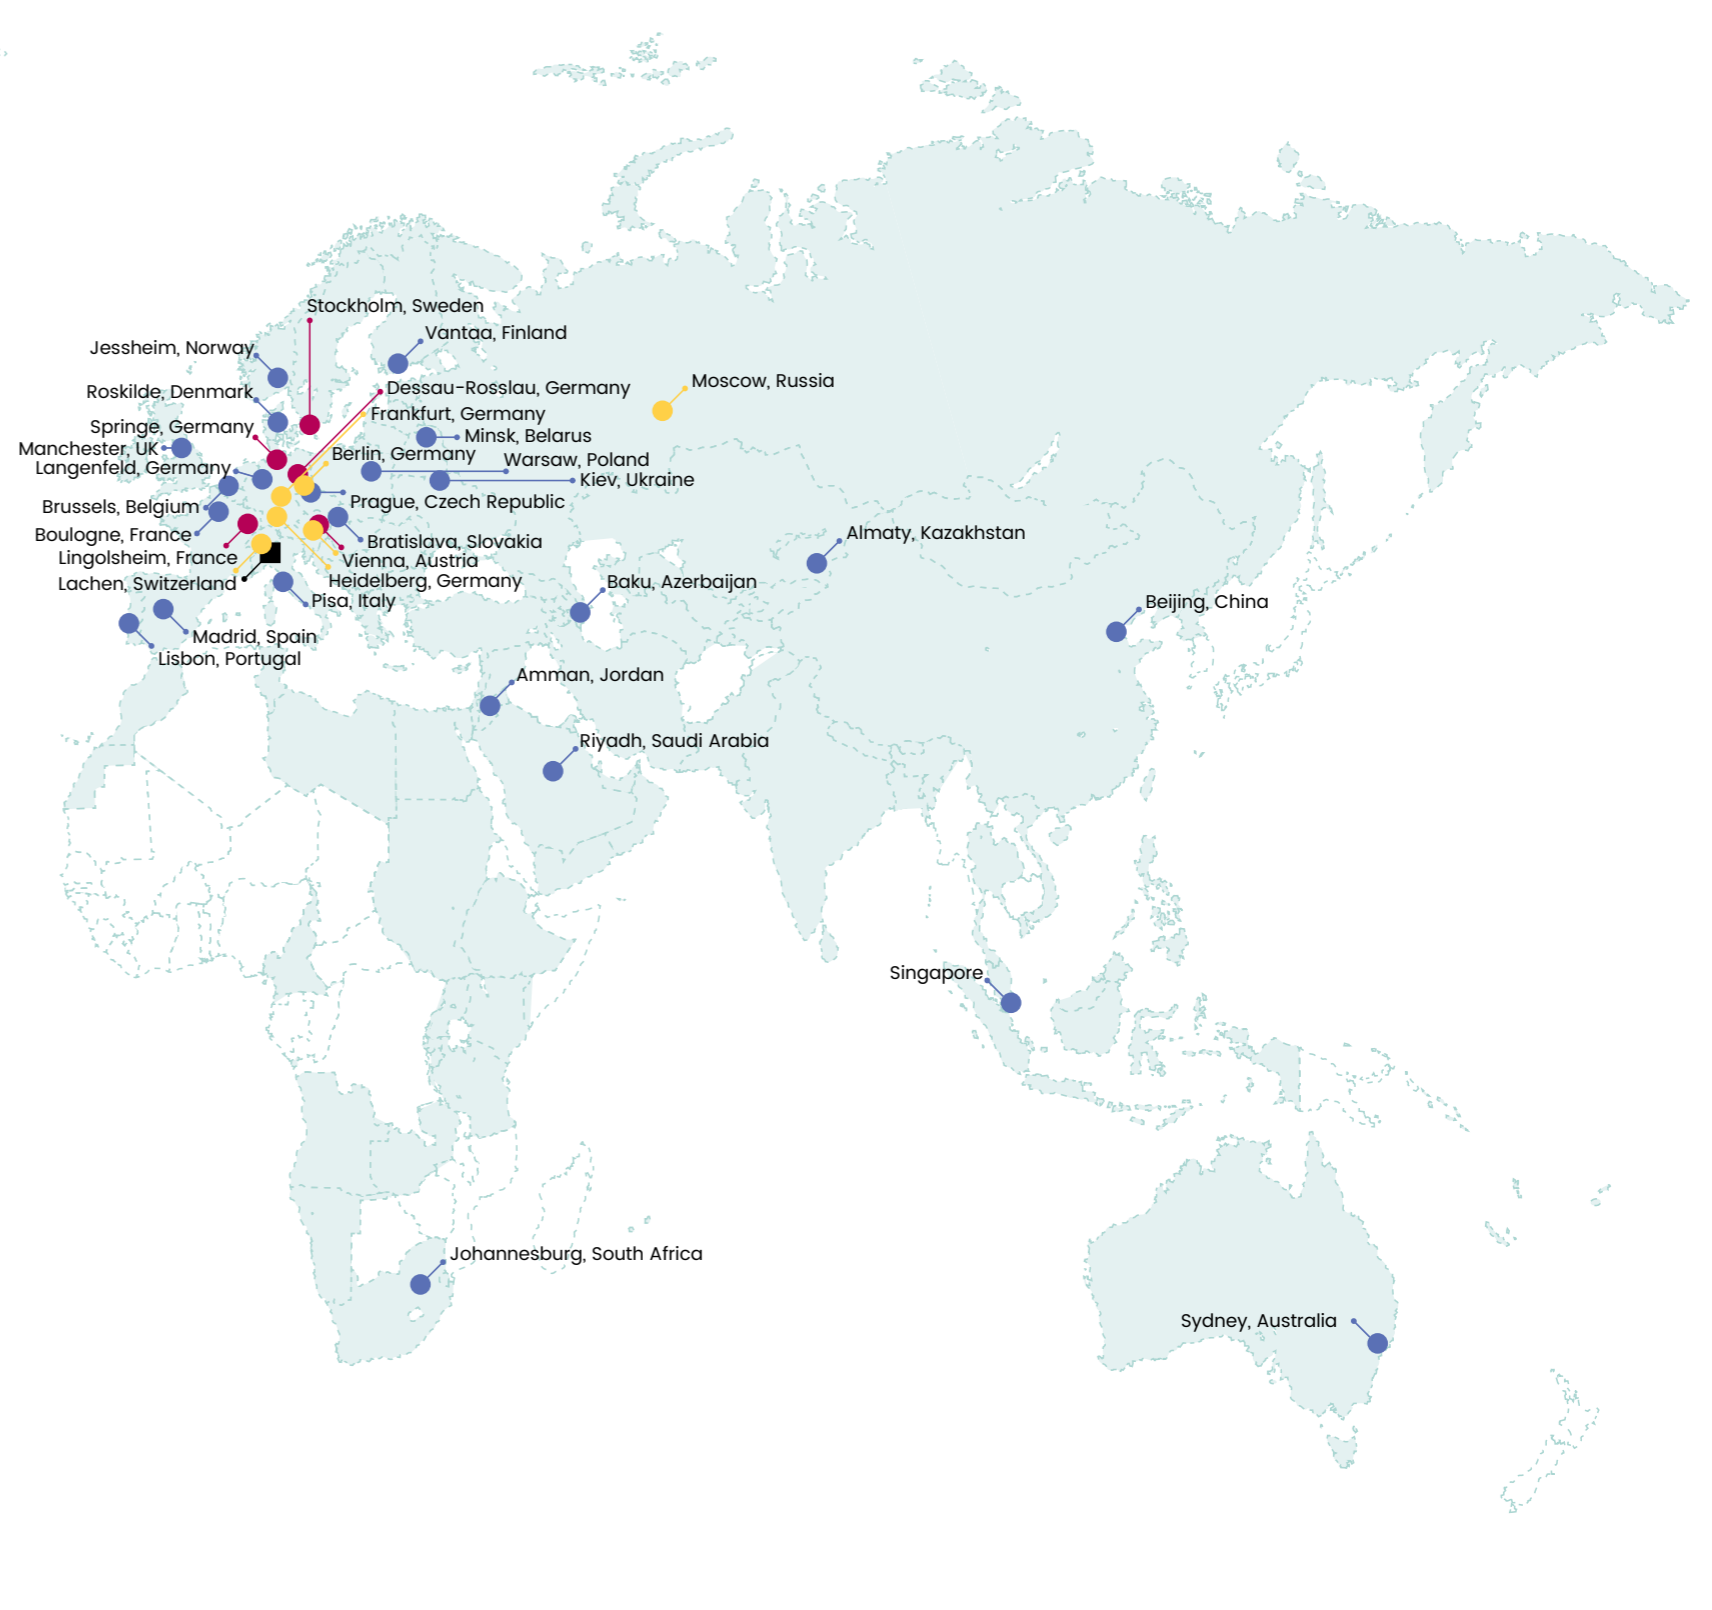 Stockholm, Sweden
Vantaa, Finland
Jessheim, Norway
Moscow, Russia
Dessau-Rosslau, Germany
Roskilde, Denmark
Frankfurt, Germany
Springe, Germany
Minsk, Belarus
Manchester, UK
Berlin, Germany
Warsaw, Poland
Langenfeld, Germany
Kiev, Ukraine
Prague, Czech Republic
Brussels, Belgium
Boulogne, France
Almaty, Kazakhstan
Bratislava, Slovakia
Lingolsheim, France
Vienna, Austria
Lachen, Switzerland
Heidelberg, Germany
Baku, Azerbaijan
Pisa, Italy
Beijing, China
Madrid, Spain
Lisbon, Portugal
Amman, Jordan
Riyadh, Saudi Arabia
Singapore
Johannesburg, South Africa
Sydney, Australia